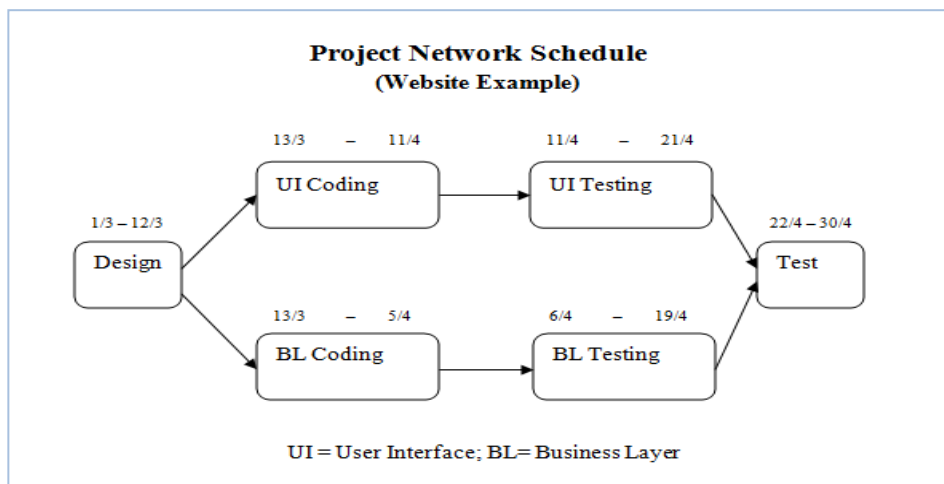 Project Network Schedule
(Website Example)
13/3 – 11/4
11/4 – 21/4
UI Coding
UI Testing
1/3 – 12/3
22/4 – 30/4
Design
Test
13/3 – 5/4
6/4 – 19/4
BL Coding
BL Testing
UI = User Interface; BL= Business Layer